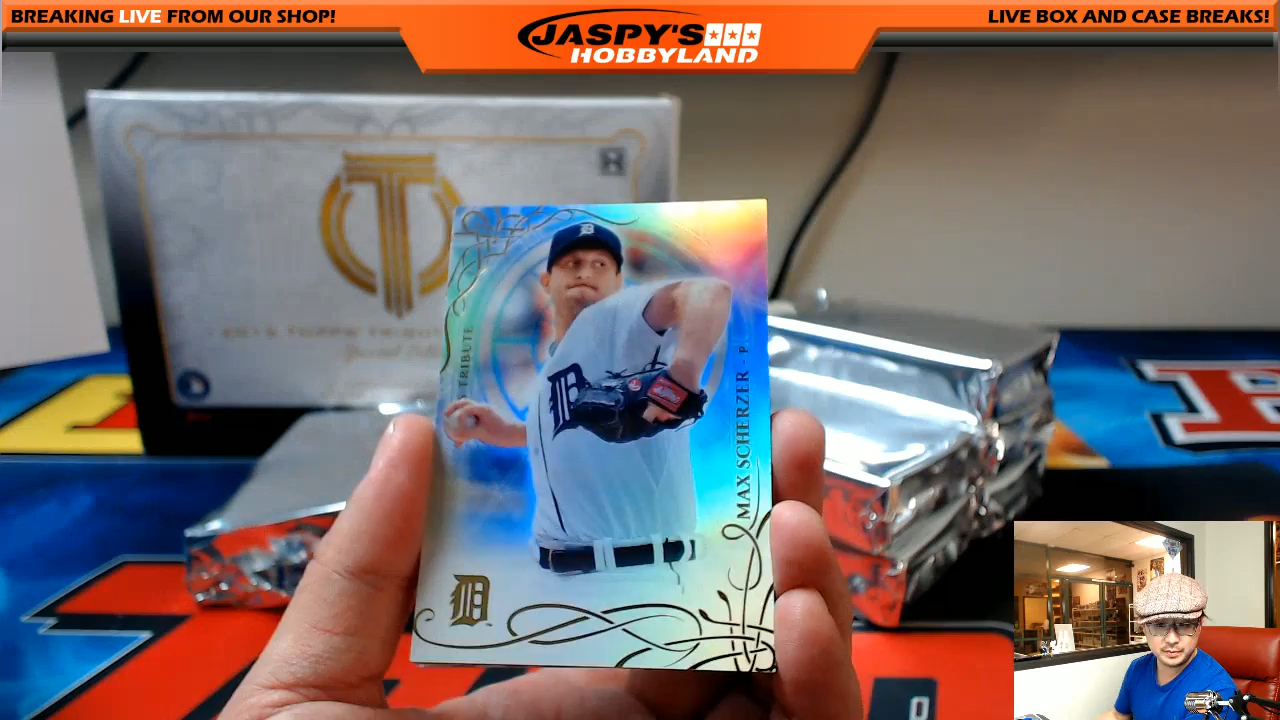 BREAKING LIVE FROM OUR SHOP!
JASPY'S
HOBBYLAND
LIVE BOX AND CASE BREAKS!
T
TRIBUTE
MAX SCHERZER - P
D
D
D